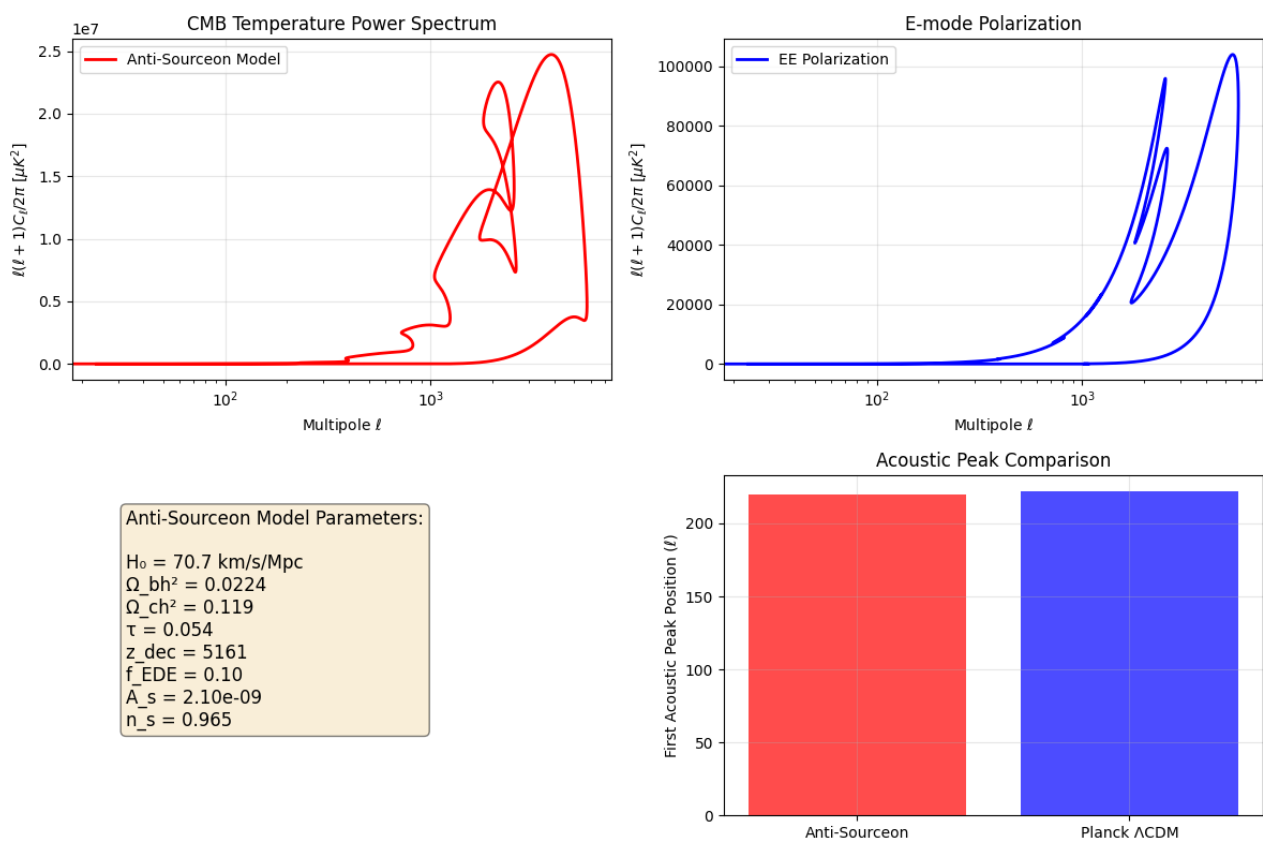 CMB Temperature Power Spectrum
1e7
Anti-Sourceon Model
ℓ(ℓ + 1)Cℓ/2π [μK²]
2.5
2.0
1.5
1.0
0.5
0.0
10² 10³
Multipole ℓ
E-mode Polarization
EE Polarization
ℓ(ℓ + 1)Cℓ/2π [μK²]
100000
80000
60000
40000
20000
0
10² 10³
Multipole ℓ
Anti-Sourceon Model Parameters:
H₀ = 70.7 km/s/Mpc
Ω_bh² = 0.0224
Ω_ch² = 0.119
τ = 0.054
z_dec = 5161
f_EDE = 0.10
A_s = 2.10e-09
n_s = 0.965
Acoustic Peak Comparison
First Acoustic Peak Position (ℓ)
200
150
100
50
0
Anti-Sourceon Planck ΛCDM